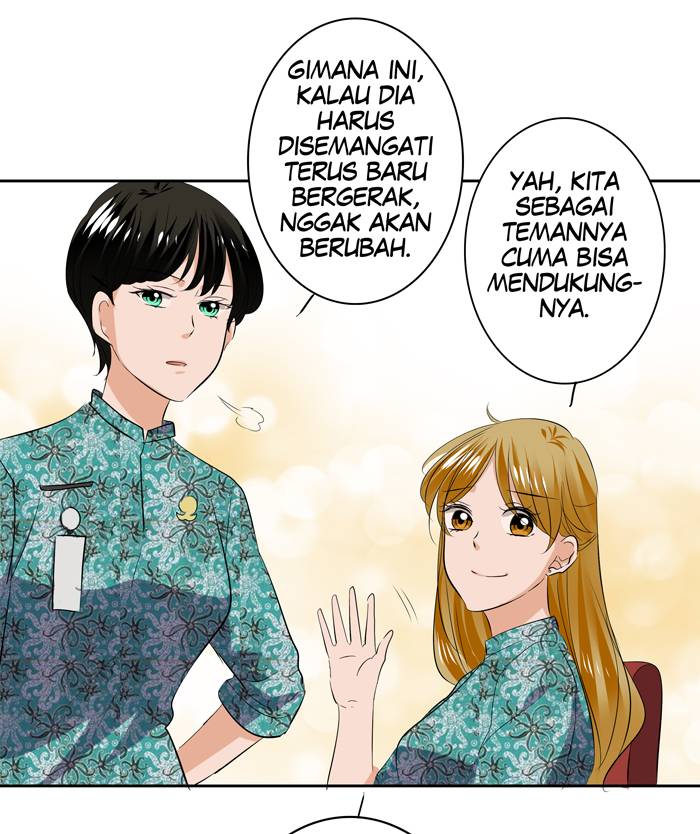 GIMANA INI,
KALAU DIA
HARUS
DISEMANGATI
TERUS BARU
BERGERAK,
NGGAK AKAN
BERUBAH.
YAH, KITA
SEBAGAI
TEMANNYA
CUMA BISA
MENDUKUNG-
NYA.